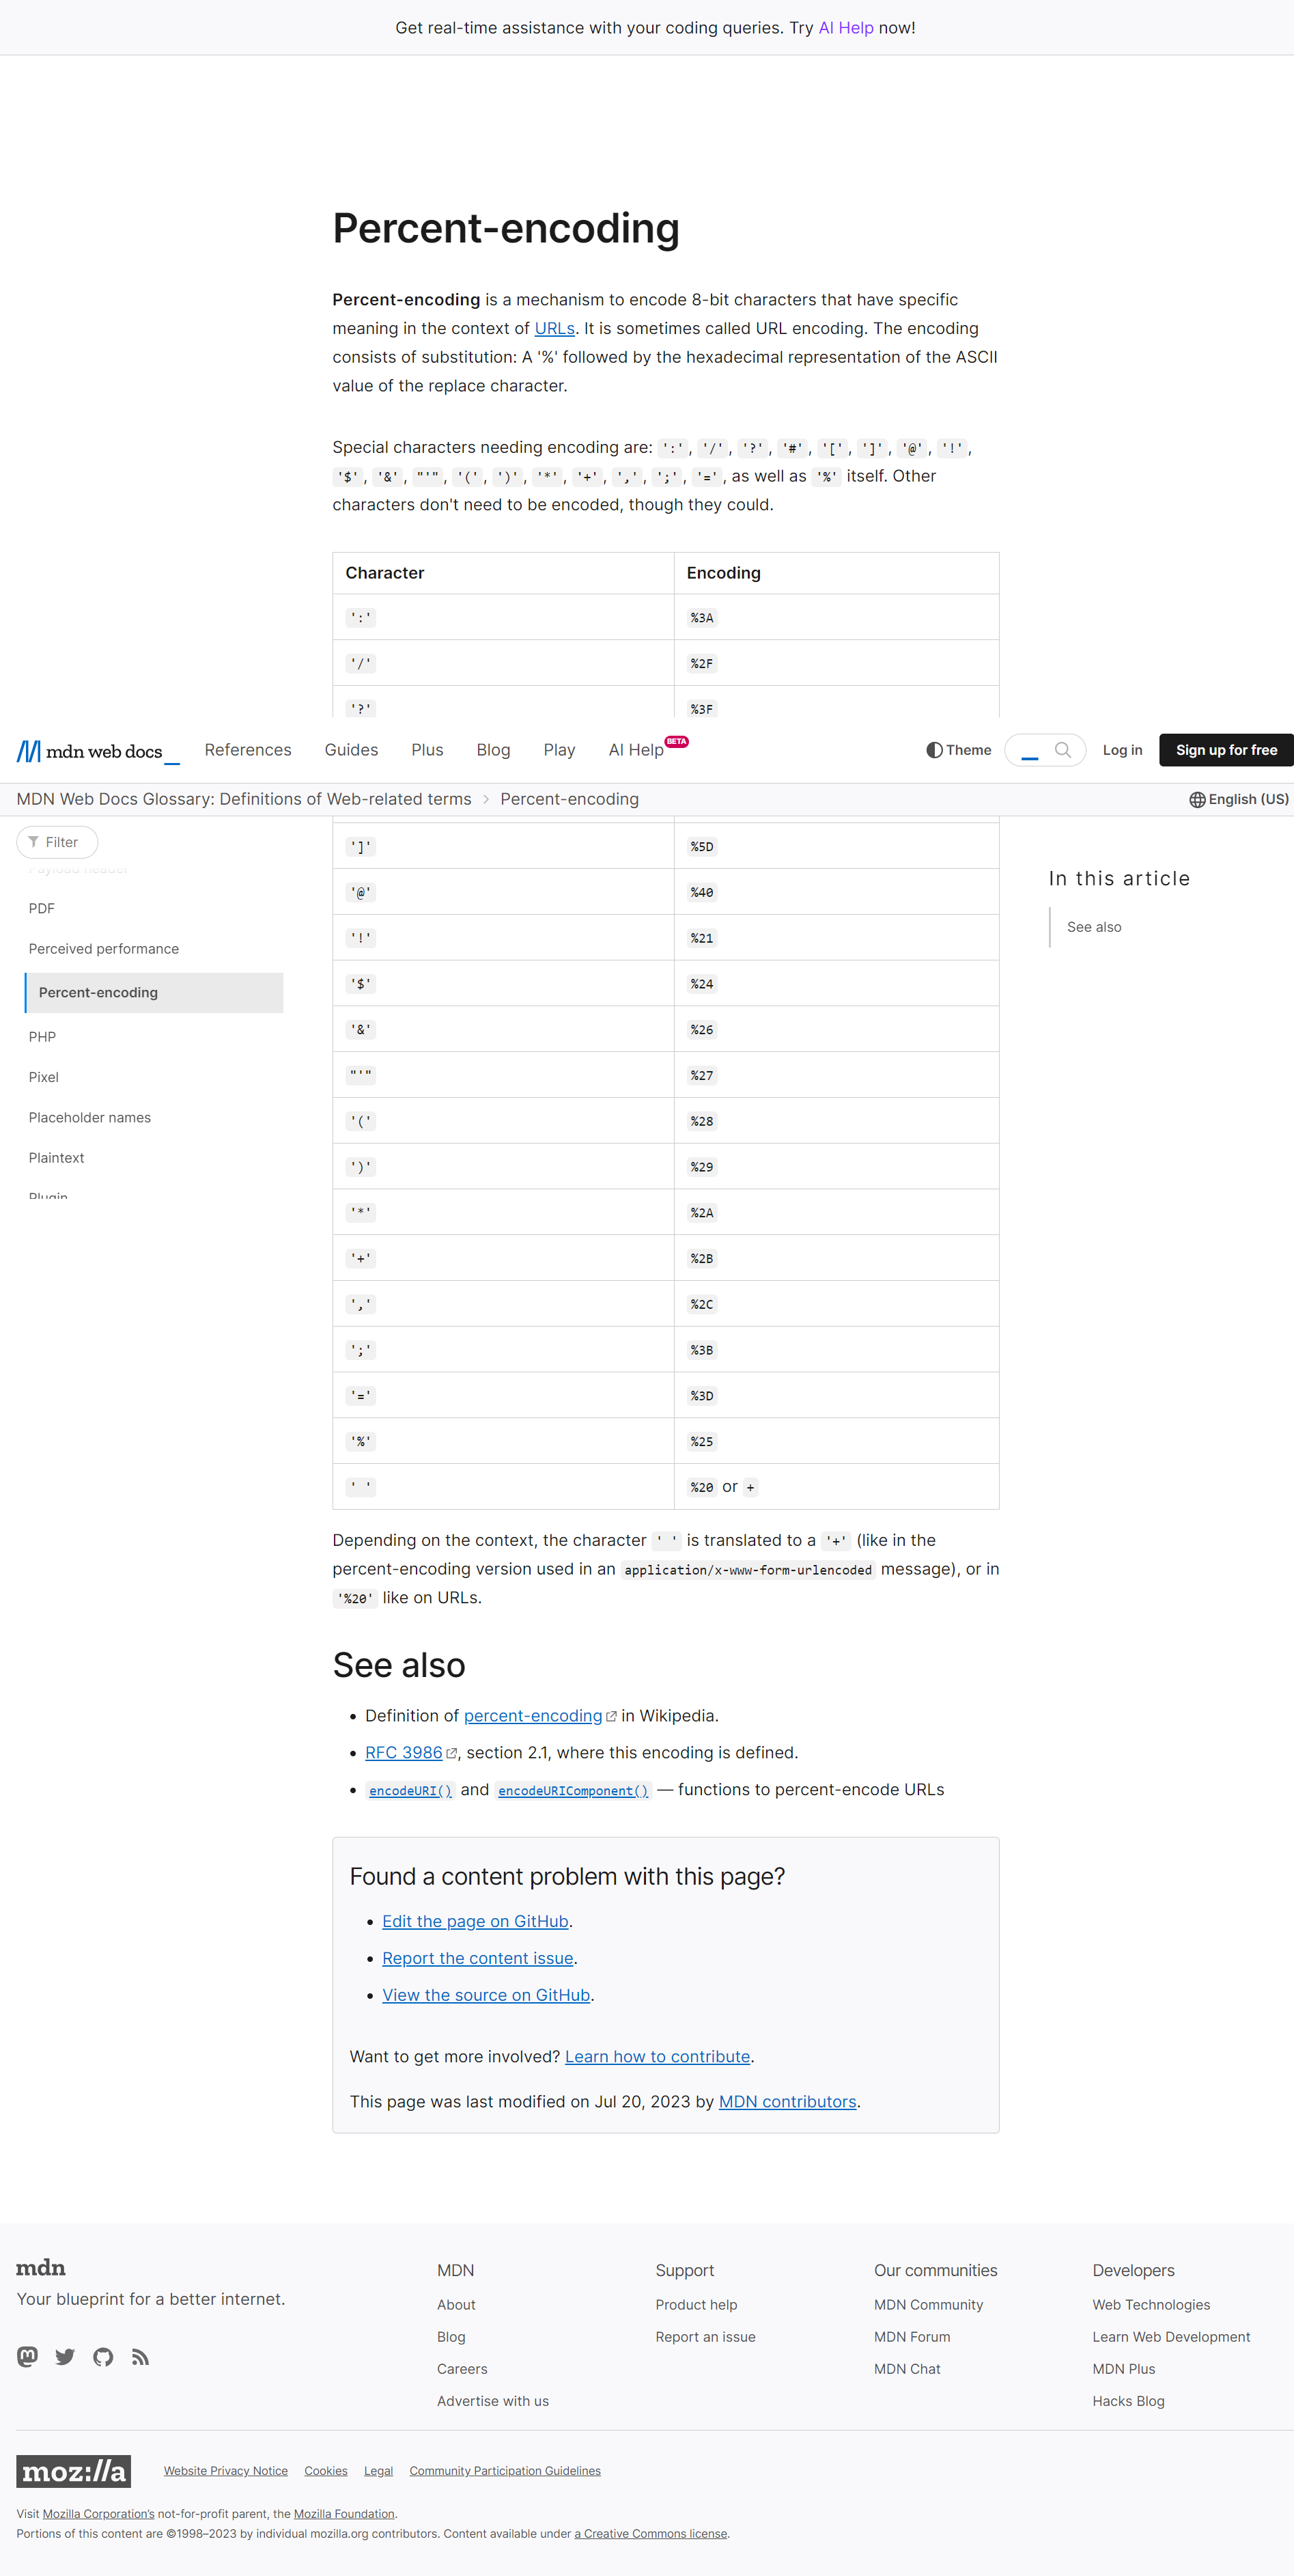 Get real-time assistance with your coding queries. Try AI Help now!
Percent-encoding
Percent-encoding is a mechanism to encode 8-bit characters that have specific
meaning in the context of URLs. It is sometimes called URL encoding. The encoding
consists of substitution: A '%' followed by the hexadecimal representation of the ASCII
value of the replace character.
Special characters needing encoding are: ':', '/', '?', '#', '[', ']', '@', '!',
'$', '&', "'", '(', ')', '*', '+', ',', ';', '=', as well as '%' itself. Other
characters don't need to be encoded, though they could.
Character Encoding
':' %3A
'/' %2F
'?' %3F
mdn web docs_ References Guides Plus Blog Play AI Help BETA Theme Log in Sign up for free
MDN Web Docs Glossary: Definitions of Web-related terms Percent-encoding English (US)
Filter
Payload header
PDF
Perceived performance
Percent-encoding
PHP
Pixel
Placeholder names
Plaintext
Plugin
In this article
See also
']' %5D
'@' %40
'!' %21
'$' %24
'&' %26
"'" %27
'(' %28
')' %29
'*' %2A
'+' %2B
',' %2C
';' %3B
'=' %3D
'%' %25
' ' %20 or +
Depending on the context, the character ' ' is translated to a '+' (like in the
percent-encoding version used in an application/x-www-form-urlencoded message), or in
'%20' like on URLs.
See also
• Definition of percent-encoding in Wikipedia.
• RFC 3986, section 2.1, where this encoding is defined.
• encodeURI() and encodeURIComponent() — functions to percent-encode URLs
Found a content problem with this page?
• Edit the page on GitHub.
• Report the content issue.
• View the source on GitHub.
Want to get more involved? Learn how to contribute.
This page was last modified on Jul 20, 2023 by MDN contributors.
mdn
Your blueprint for a better internet.
MDN
About
Blog
Careers
Advertise with us
Support
Product help
Report an issue
Our communities
MDN Community
MDN Forum
MDN Chat
Developers
Web Technologies
Learn Web Development
MDN Plus
Hacks Blog
moz://a Website Privacy Notice Cookies Legal Community Participation Guidelines
Visit Mozilla Corporation's not-for-profit parent, the Mozilla Foundation.
Portions of this content are ©1998–2023 by individual mozilla.org contributors. Content available under a Creative Commons license.